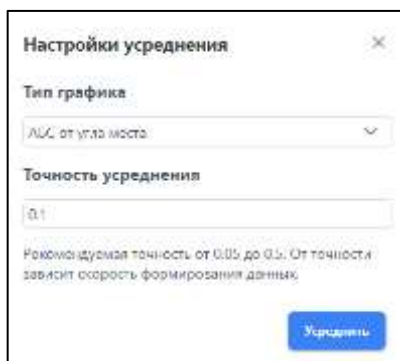 Настройки усреднения
Тип графика
от угла места
Точность усреднения
0.1
Рекомендуемая точность от 0.05 до 0.5. От точности
зависит скорость формирования данных.
Усреднить